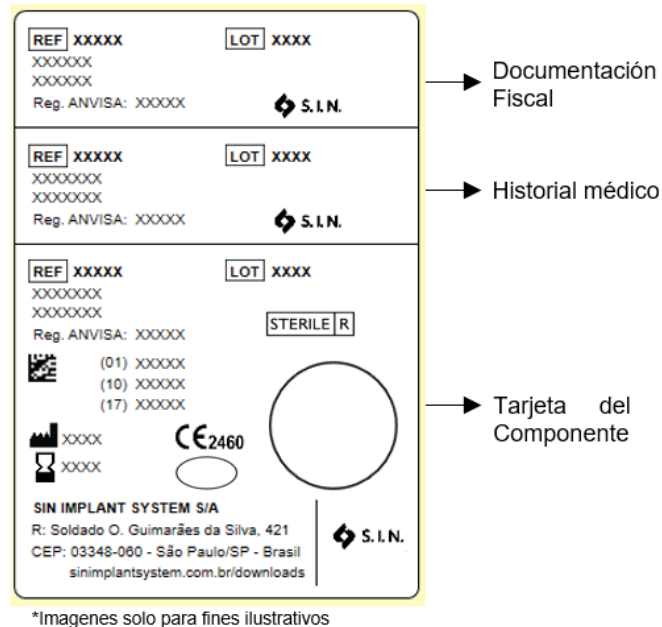 REF XXXXX LOT XXXX
XXXXXX
XXXXXX
Reg. ANVISA: XXXXX S.I.N.
Documentación
Fiscal
REF XXXXX LOT XXXX
XXXXXXX
XXXXXXX
Reg. ANVISA: XXXXX S.I.N.
Historial médico
REF XXXXX LOT XXXX
XXXXXXX
XXXXXXX
Reg. ANVISA: XXXXX
STERILE R
(01) XXXXX
(10) XXXXX
(17) XXXXX
XXXX
CE2460
XXXX
Tarjeta del
Componente
SIN IMPLANT SYSTEM S/A
R: Soldado O. Guimarães da Silva, 421
CEP: 03348-060 - São Paulo/SP - Brasil
sinimplantsystem.com.br/downloads
S.I.N.
*Imagenes solo para fines ilustrativos